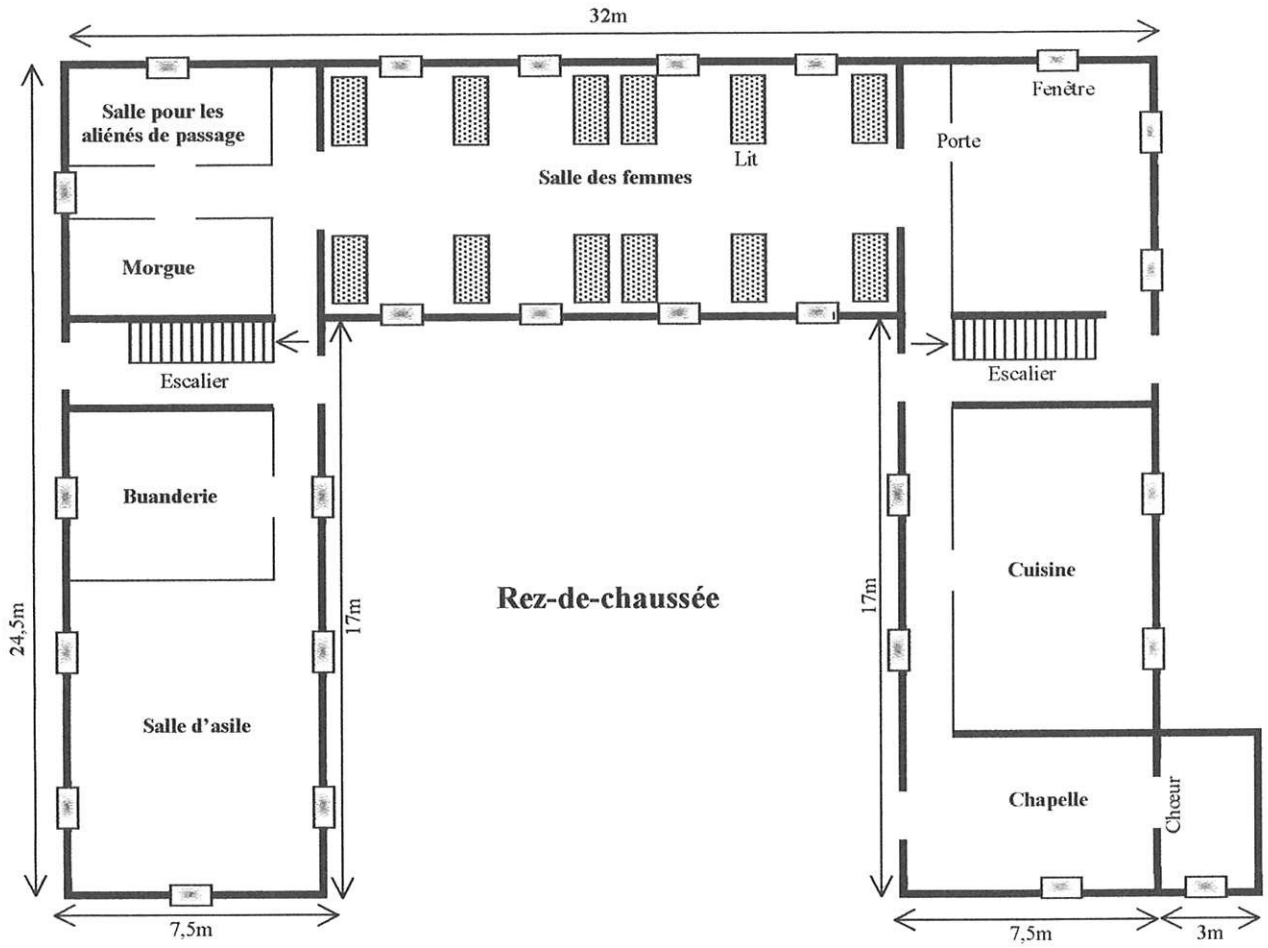 32m
Salle pour les
aliénés de passage
Fenêtre
Porte
Lit
Salle des femmes
Morgue
Escalier
Escalier
Buanderie
Cuisine
Rez-de-chaussée
24,5m
17m
17m
Salle d'asile
Chapelle
Chœur
7,5m
7,5m
3m